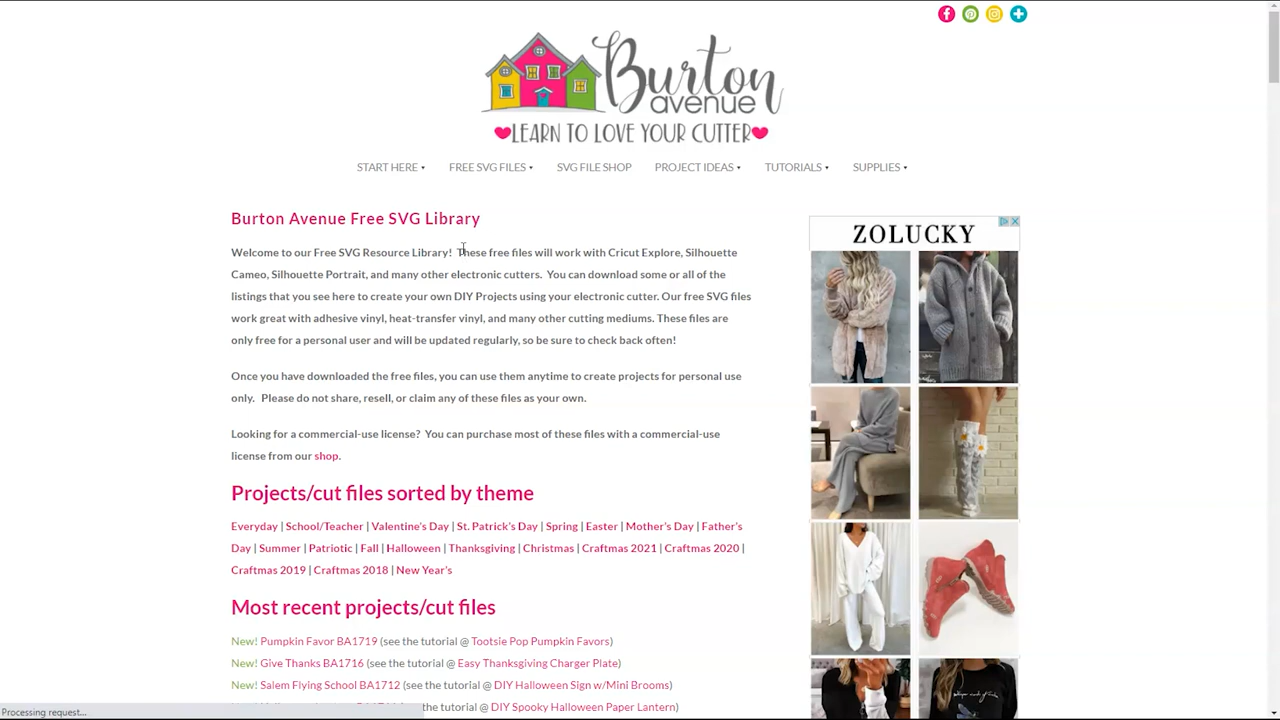 Burton
avenue
LEARN TO LOVE YOUR CUTTER
START HERE
FREE SVG FILES
SVG FILE SHOP
PROJECT IDEAS
TUTORIALS
SUPPLIES
Burton Avenue Free SVG Library
Welcome to our Free SVG Resource Library! These free files will work with Cricut Explore, Silhouette
Cameo, Silhouette Portrait, and many other electronic cutters. You can download some or all of the
listings that you see here to create your own DIY Projects using your electronic cutter. Our free SVG files
work great with adhesive vinyl, heat-transfer vinyl, and many other cutting mediums. These files are
only free for a personal user and will be updated regularly, so be sure to check back often!
Once you have downloaded the free files, you can use them anytime to create projects for personal use
only. Please do not share, resell, or claim any of these files as your own.
Looking for a commercial-use license? You can purchase most of these files with a commercial-use
license from our shop.
Projects/cut files sorted by theme
Everyday | School/Teacher | Valentine's Day | St. Patrick's Day | Spring | Easter | Mother's Day | Father's
Day | Summer | Patriotic | Fall | Halloween | Thanksgiving | Christmas | Craftmas 2021 | Craftmas 2020 |
Craftmas 2019 | Craftmas 2018 | New Year's
Most recent projects/cut files
New! Pumpkin Favor BA1719 (see the tutorial @ Tootsie Pop Pumpkin Favors)
New! Give Thanks BA1716 (see the tutorial @ Easy Thanksgiving Charger Plate)
New! Salem Flying School BA1712 (see the tutorial @ DIY Halloween Sign w/Mini Brooms)
the tutorial @ DIY Spooky Halloween Paper Lantern)
ZOLUCKY
Processing request...